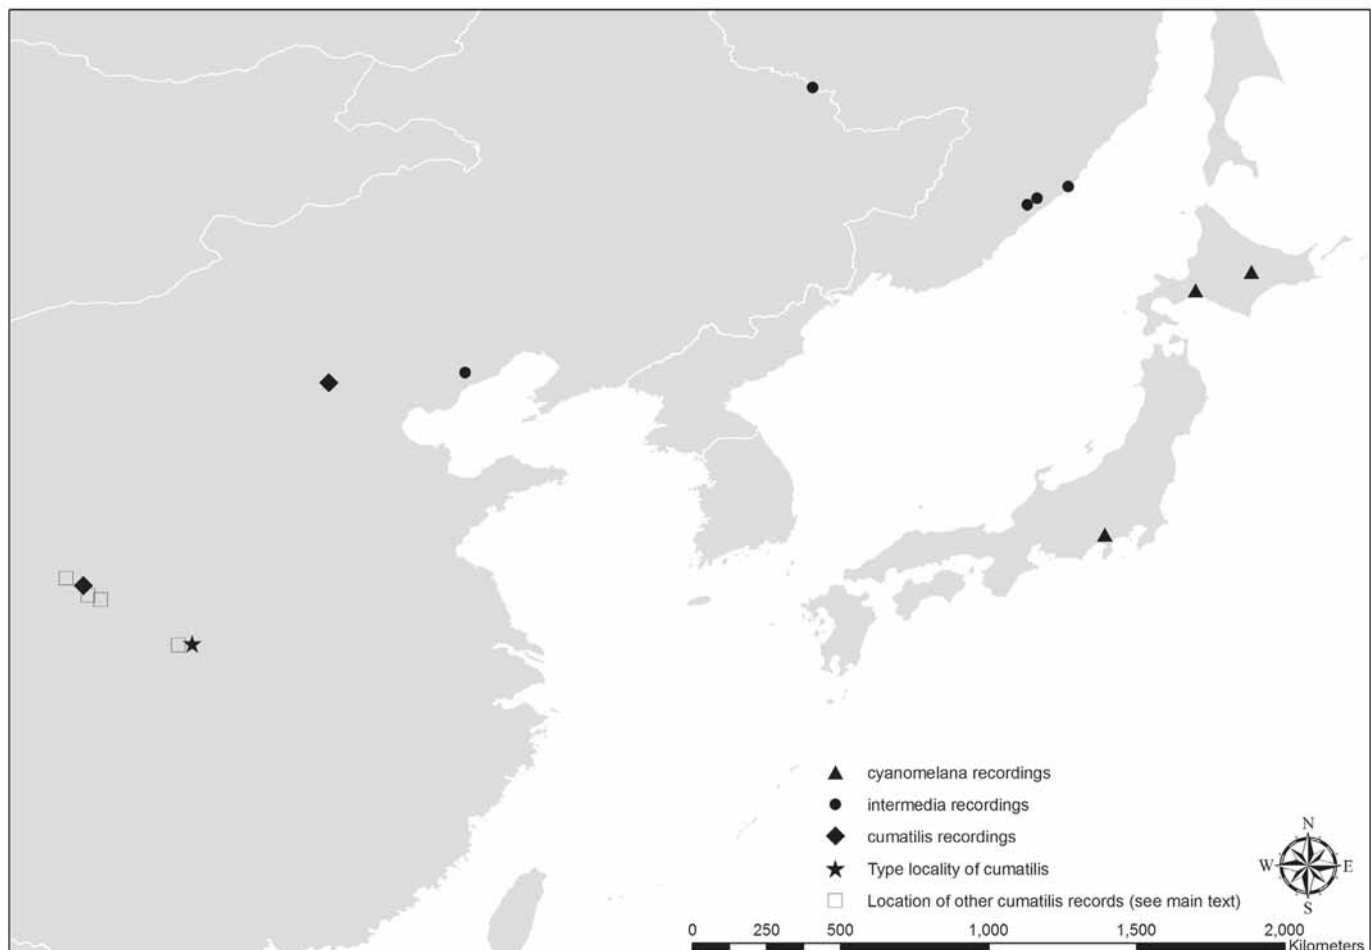 cyanomelana recordings
intermedia recordings
cumatilis recordings
Type locality of cumatilis
Location of other cumatilis records (see main text)
N
W E
S
0 250 500 1,000 1,500 2,000
Kilometers